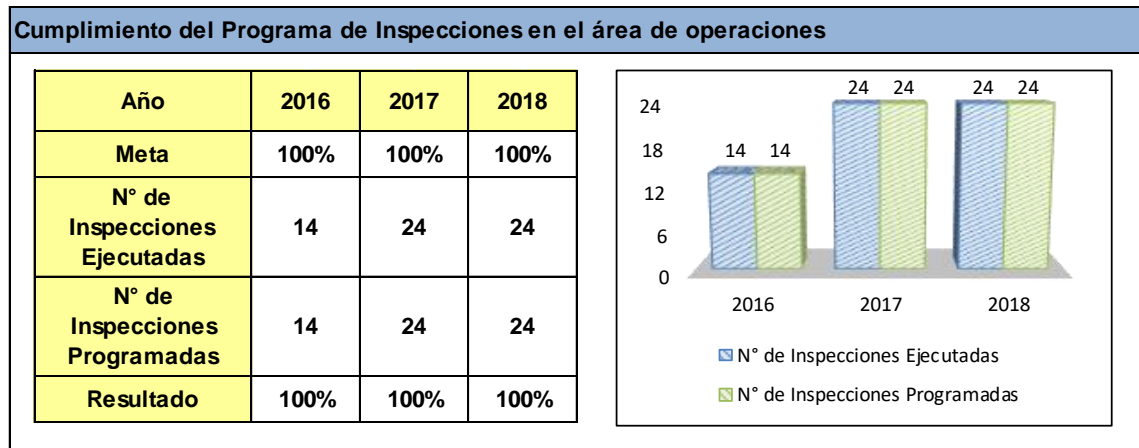 Cumplimiento del Programa de Inspecciones en el área de operaciones
Año 2016 2017 2018
Meta 100% 100% 100%
N° de
Inspecciones
Ejecutadas
14 24 24
N° de
Inspecciones
Programadas
14 24 24
Resultado 100% 100% 100%
24 24 24 24
14 14
24
18
12
6
0
2016 2017 2018
N° de Inspecciones Ejecutadas
N° de Inspecciones Programadas